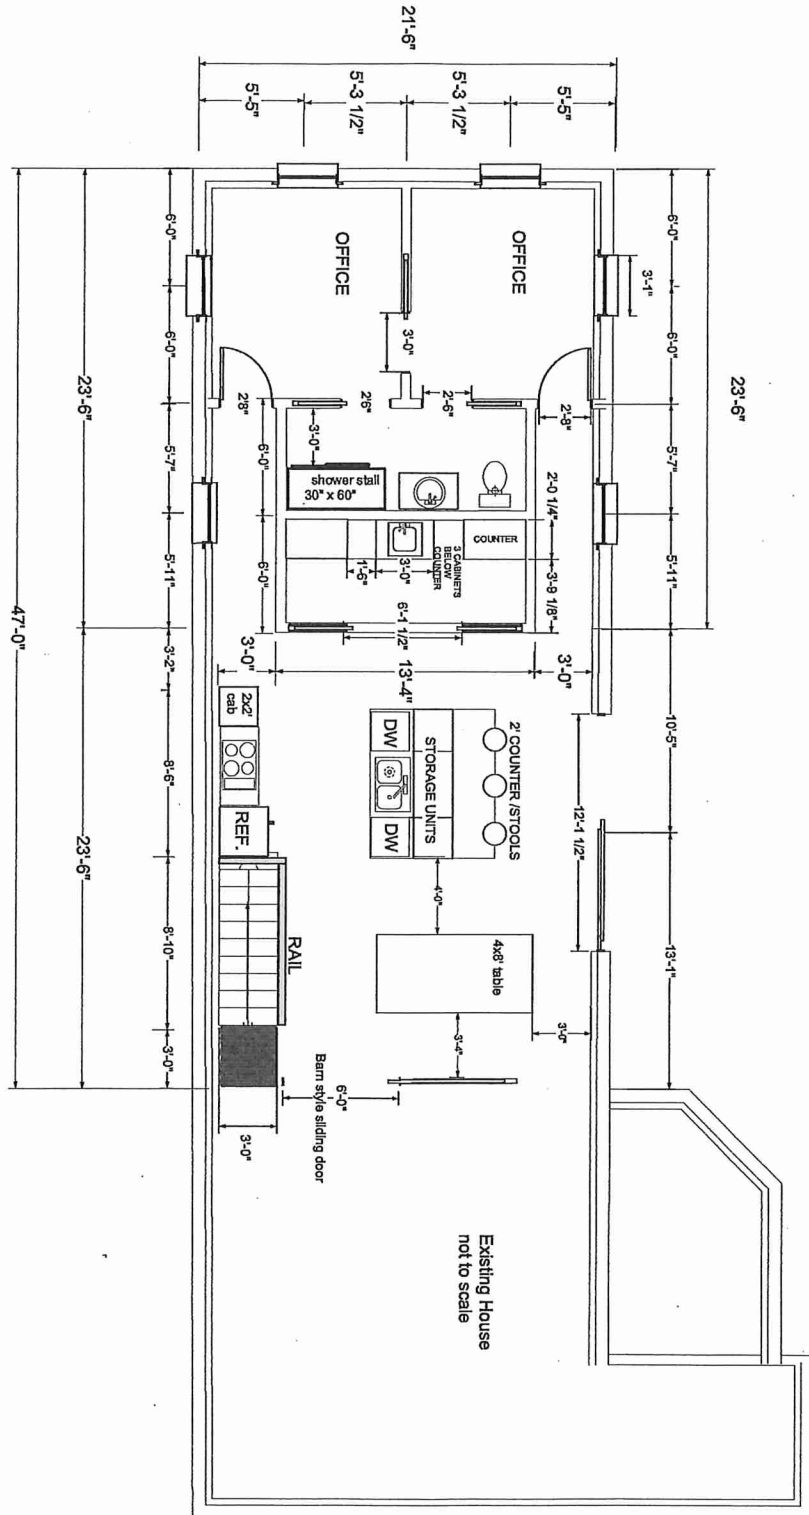 21'-6"
5'-5"
5'-3 1/2"
5'-3 1/2"
5'-5"
6'-0"
6'-0"
5'-7"
5'-11"
10'-5"
13'-1"
3'-1"
23'-6"
12'-1 1/2"
OFFICE
OFFICE
3'-0"
2'-8"
2'-6"
2'6"
2'8"
3'-0"
shower stall
30" x 60"
6'-0"
6'-0"
2'-0 1/4"
3'-9 1/8"
COUNTER
3 CABINETS
BELOW
COUNTER
3'-0"
1'-6"
6'-1 1/2"
3'-0"
13'-4"
3'-0"
2' COUNTER /STOOLS
STORAGE UNITS
DW
DW
2x2'
cab
REF.
RAIL
4'-0"
4x8' table
3'-0"
3'-4"
6'-0"
Barn style sliding door
3'-0"
Existing House
not to scale
6'-0"
6'-0"
5'-7"
5'-11"
3'-2"
8'-6"
8'-10"
3'-0"
23'-6"
23'-6"
47'-0"